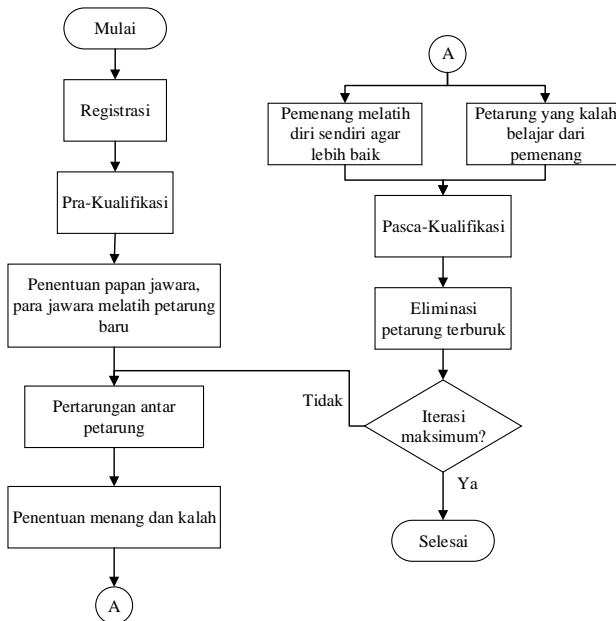 Mulai
Registrasi
Pra-Kualifikasi
Penentuan papan jawara,
para jawara melatih petarung
baru
Pertarungan antar
petarung
Penentuan menang dan kalah
A
A
Pemenang melatih
diri sendiri agar
lebih baik
Petarung yang kalah
belajar dari
pemenang
Pasca-Kualifikasi
Eliminasi
petarung terburuk
Iterasi
maksimum?
Tidak
Ya
Selesai